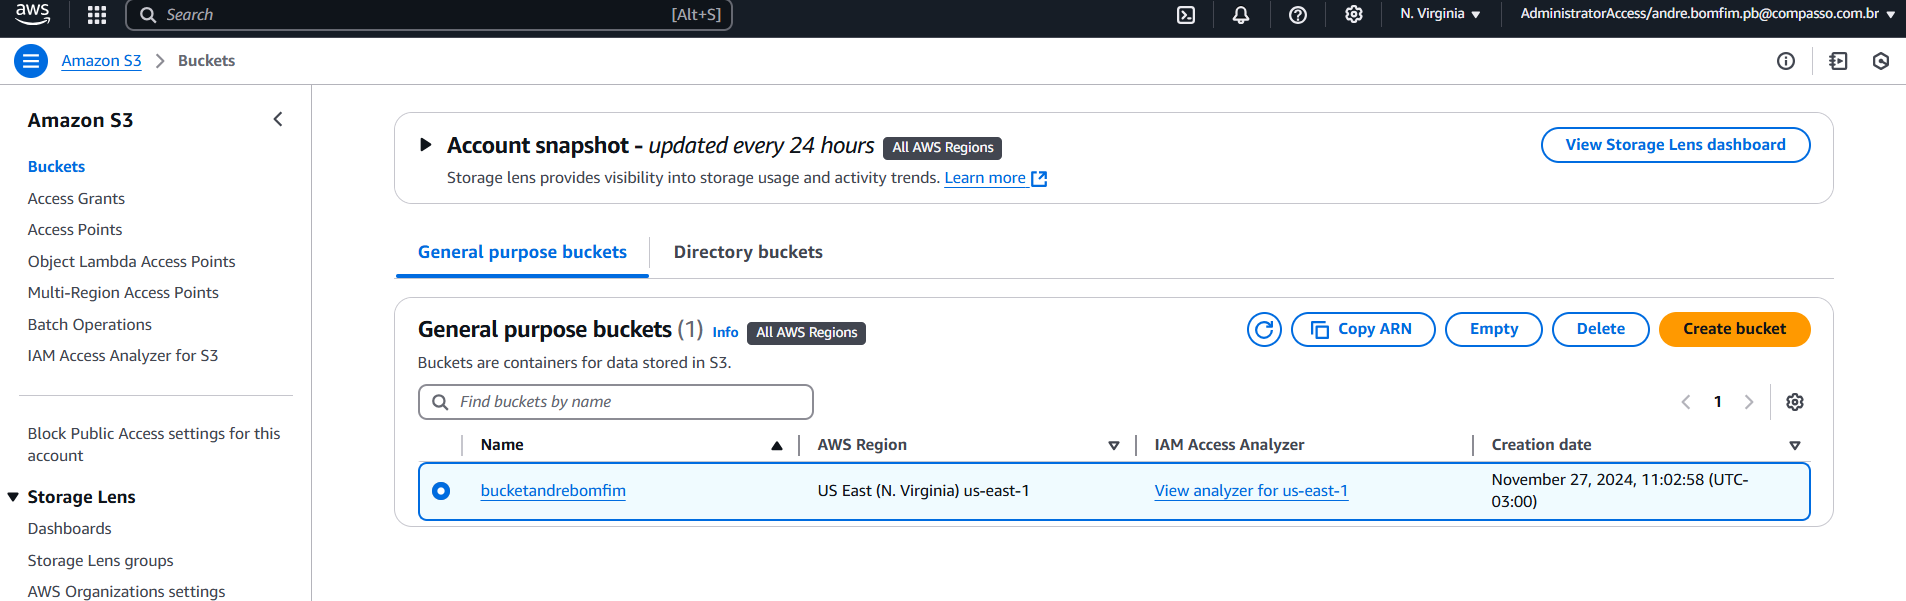 aws
Search [Alt+S]
N. Virginia
AdministratorAccess/andre.bomfim.pb@compasso.com.br
Amazon S3 > Buckets
Amazon S3
Buckets
Access Grants
Access Points
Object Lambda Access Points
Multi-Region Access Points
Batch Operations
IAM Access Analyzer for S3
Block Public Access settings for this
account
Storage Lens
Dashboards
Storage Lens groups
AWS Organizations settings
Account snapshot - updated every 24 hours All AWS Regions
View Storage Lens dashboard
Storage lens provides visibility into storage usage and activity trends. Learn more
General purpose buckets
Directory buckets
General purpose buckets (1) Info All AWS Regions
Copy ARN
Empty
Delete
Create bucket
Buckets are containers for data stored in S3.
Find buckets by name
1
Name
AWS Region
IAM Access Analyzer
Creation date
bucketandrebomfim
US East (N. Virginia) us-east-1
View analyzer for us-east-1
November 27, 2024, 11:02:58 (UTC-
03:00)